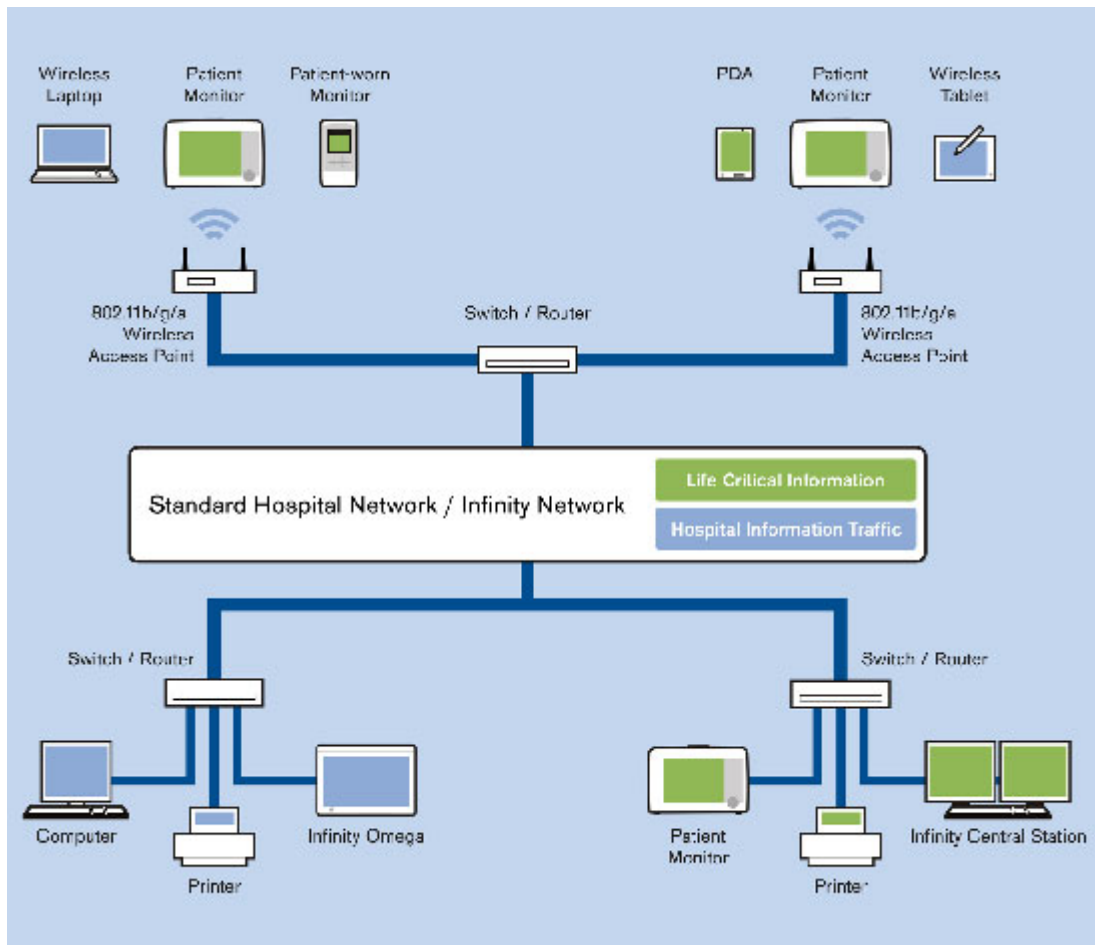 Wireless
Laptop
Patient
Monitor
Patient-worn
Monitor
PDA
Patient
Monitor
Wireless
Tablet
802.11b/g/a
Wireless
Access Point
Switch / Router
802.11b/g/a
Wireless
Access Point
Standard Hospital Network / Infinity Network
Life Critical Information
Hospital Information Traffic
Switch / Router
Switch / Router
Computer
Printer
Infinity Omega
Patient
Monitor
Printer
Infinity Central Station